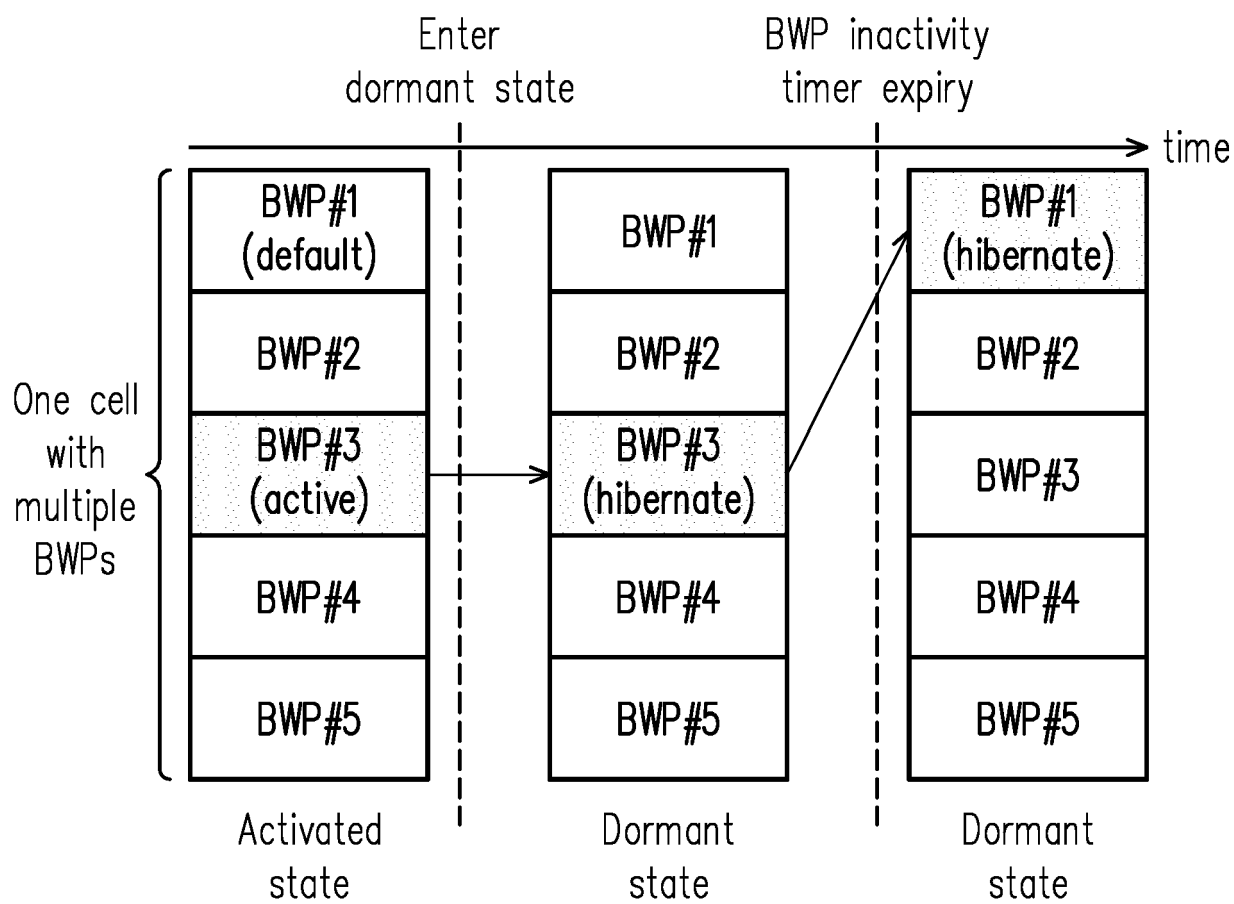 Enter
dormant state
BWP inactivity
timer expiry
time
One cell
with
multiple
BWPs
BWP#1
(default)
BWP#2
BWP#3
(active)
BWP#4
BWP#5
Activated
state
BWP#1
BWP#2
BWP#3
(hibernate)
BWP#4
BWP#5
Dormant
state
BWP#1
(hibernate)
BWP#2
BWP#3
BWP#4
BWP#5
Dormant
state